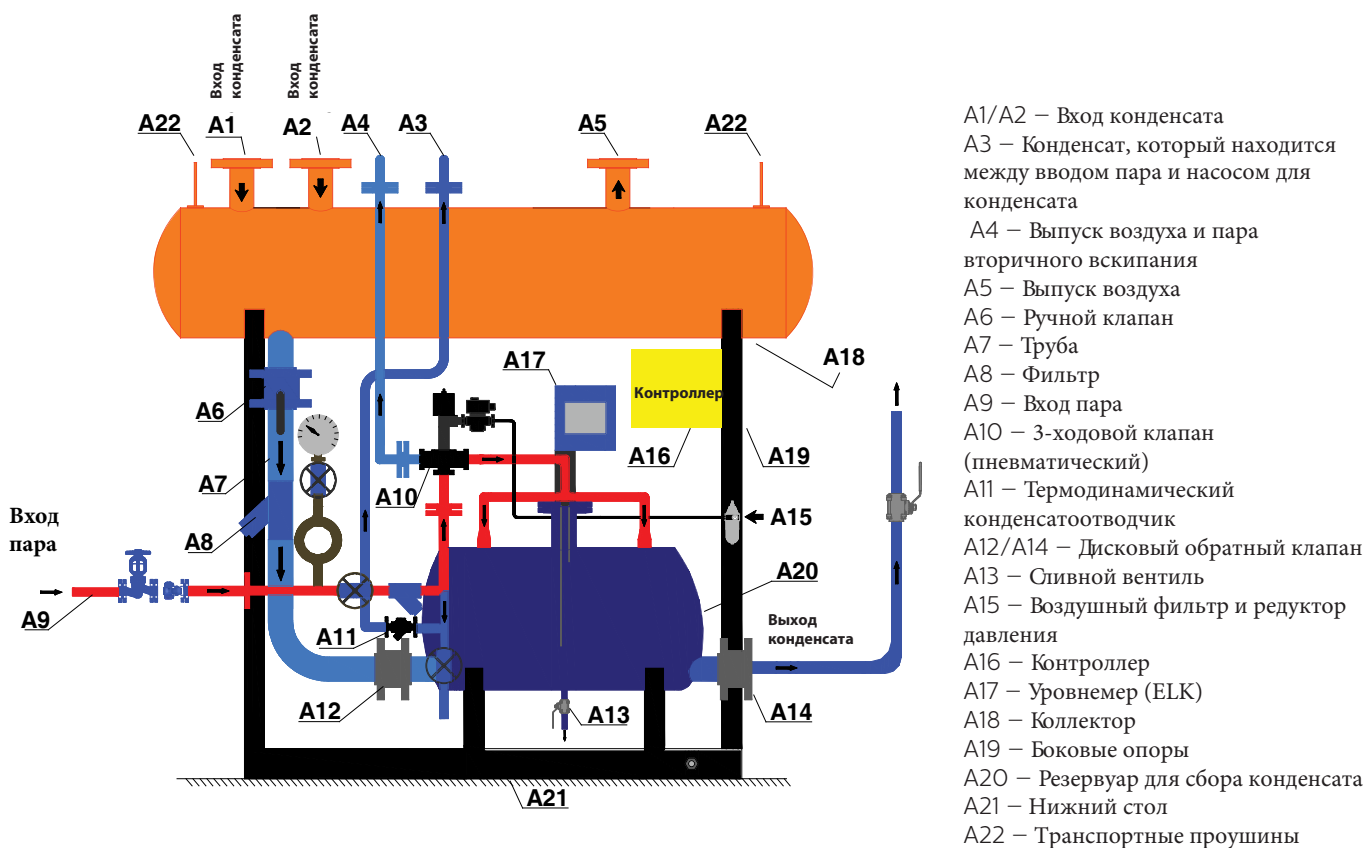 Вход
конденсата
Вход
конденсата
A22
A1
A2
A4
A3
A5
A22
A17
A18
Контроллер
A6
A16
A19
A7
A10
A15
Вход
пара
A8
A20
A9
A11
Выход
конденсата
A12
A13
A14
A21
A1/A2 – Вход конденсата
A3 – Конденсат, который находится
между вводом пара и насосом для
конденсата
A4 – Выпуск воздуха и пара
вторичного вскипания
A5 – Выпуск воздуха
A6 – Ручной клапан
A7 – Труба
A8 – Фильтр
A9 – Вход пара
A10 – 3-ходовой клапан
(пневматический)
A11 – Термодинамический
конденсатоотводчик
A12/A14 – Дисковый обратный клапан
A13 – Сливной вентиль
A15 – Воздушный фильтр и редуктор
давления
A16 – Контроллер
A17 – Уровнемер (ELK)
A18 – Коллектор
A19 – Боковые опоры
A20 – Резервуар для сбора конденсата
A21 – Нижний стол
A22 – Транспортные проушины